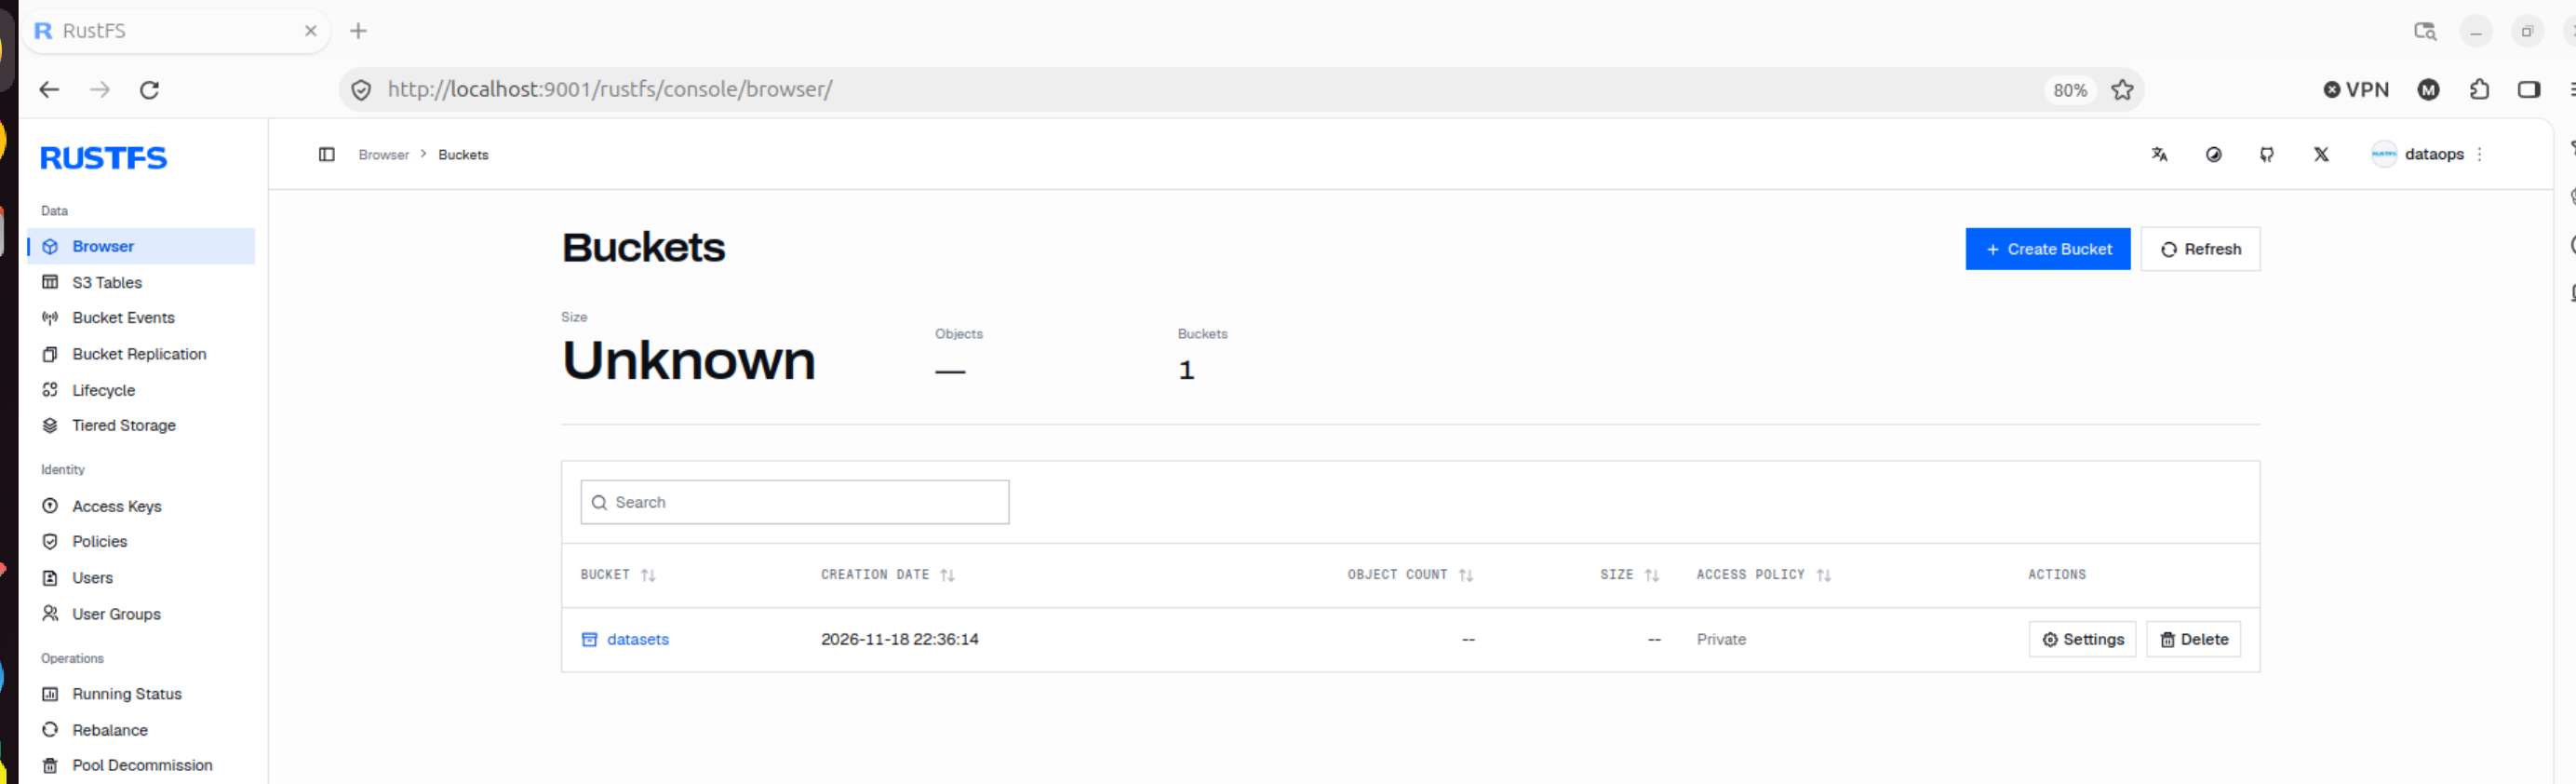 RustFS
http://localhost:9001/rustfs/console/browser/
80%
VPN
RUSTFS
Browser > Buckets
dataops
Data
Browser
S3 Tables
Bucket Events
Bucket Replication
Lifecycle
Tiered Storage
Identity
Access Keys
Policies
Users
User Groups
Operations
Running Status
Rebalance
Pool Decommission
Buckets
+ Create Bucket
Refresh
Size
Unknown
Objects
—
Buckets
1
Search
BUCKET CREATION DATE OBJECT COUNT SIZE ACCESS POLICY ACTIONS
datasets 2026-11-18 22:36:14 -- -- Private Settings Delete